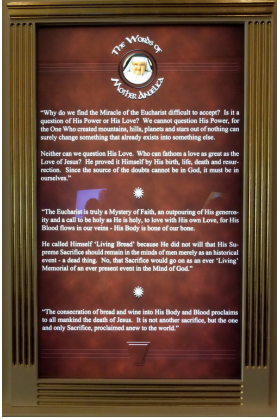 The Words of
Mother Angelica
"Why do we find the Miracle of the Eucharist difficult to accept? Is it a
question of His Power or His Love? We cannot question His Power, for
the One Who created mountains, hills, planets and stars out of nothing can
surely change something that already exists into something else.
Neither can we question His Love. Who can fathom a love as great as the
Love of Jesus? He proved it Himself by His birth, life, death and resur-
rection. Since the source of the doubts cannot be in God, it must be in
ourselves."
"The Eucharist is truly a Mystery of Faith, an outpouring of His generos-
ity and a call to be holy as He is holy, to love with His own Love, for His
Blood flows in our veins - His Body is bone of our bone.
He called Himself 'Living Bread' because He did not will that His Su-
preme Sacrifice should remain in the minds of men merely as an historical
event - a dead thing. No, that Sacrifice would go on as an ever 'Living'
Memorial of an ever present event in the Mind of God."
"The consecration of bread and wine into His Body and Blood proclaims
to all mankind the death of Jesus. It is not another sacrifice, but the one
and only Sacrifice, proclaimed anew to the world."
7